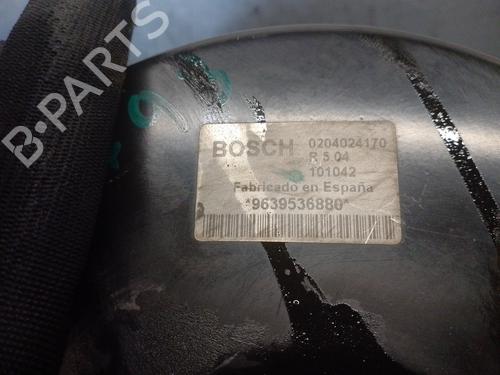 B-PARTS
BOSCH 0204024170
R 5.04
101042
Fabricado en España
*9639536880*